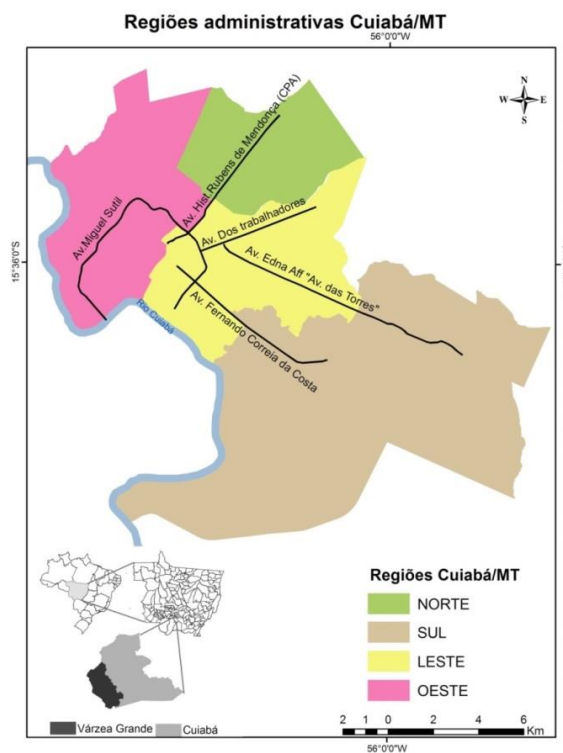 Regiões administrativas Cuiabá/MT
56°0'0"W
N
W E
S
Av. Hist.Rubens de Mendonça (CPA)
Av.Miguel Sutil
Av. Dos trabalhadores
15°36'0"S
Av. Edna Aff "Av. das Torres"
Rio Cuiabá
Av. Fernando Correia da Costa
Regiões Cuiabá/MT
NORTE
SUL
LESTE
OESTE
Várzea Grande
Cuiabá
2 1 0 2 4 6
Km
56°0'0"W